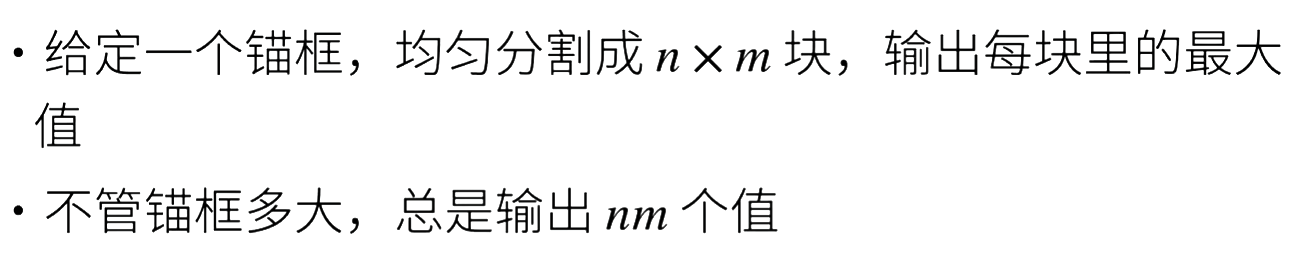 • 给定一个锚框，均匀分割成 n × m 块，输出每块里的最大
值
• 不管锚框多大，总是输出 nm 个值